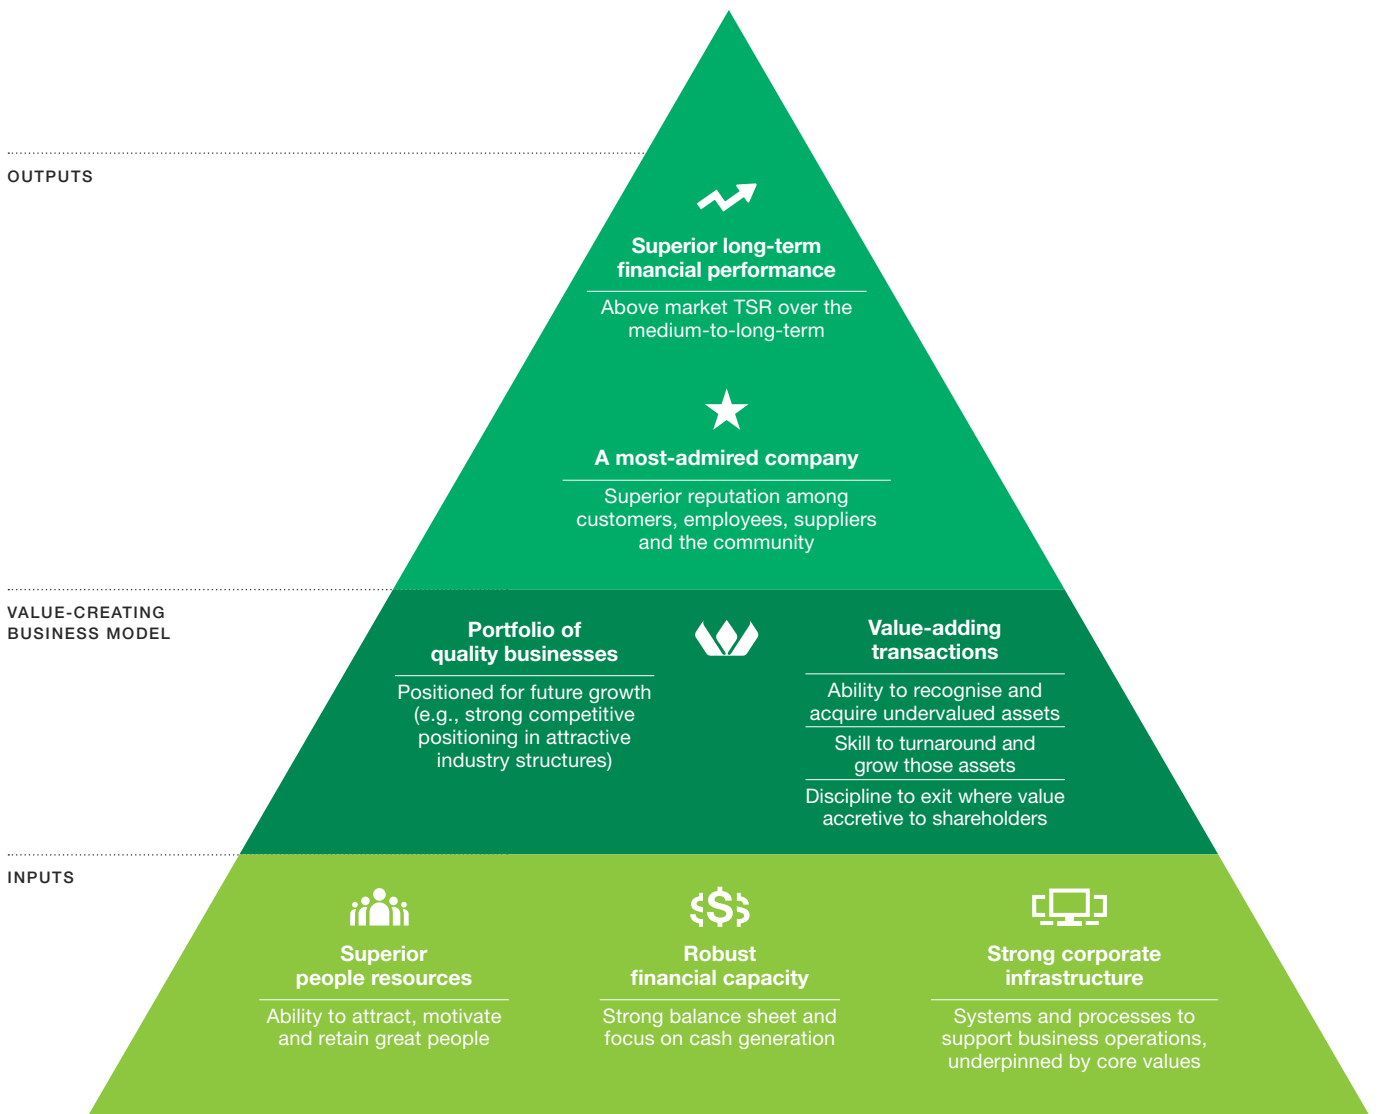 OUTPUTS
Superior long-term
financial performance
Above market TSR over the
medium-to-long-term
A most-admired company
Superior reputation among
customers, employees, suppliers
and the community
VALUE-CREATING
BUSINESS MODEL
Portfolio of
quality businesses
Positioned for future growth
(e.g., strong competitive
positioning in attractive
industry structures)
Value-adding
transactions
Ability to recognise and
acquire undervalued assets
Skill to turnaround and
grow those assets
Discipline to exit where value
accretive to shareholders
INPUTS
Superior
people resources
Ability to attract, motivate
and retain great people
Robust
financial capacity
Strong balance sheet and
focus on cash generation
Strong corporate
infrastructure
Systems and processes to
support business operations,
underpinned by core values